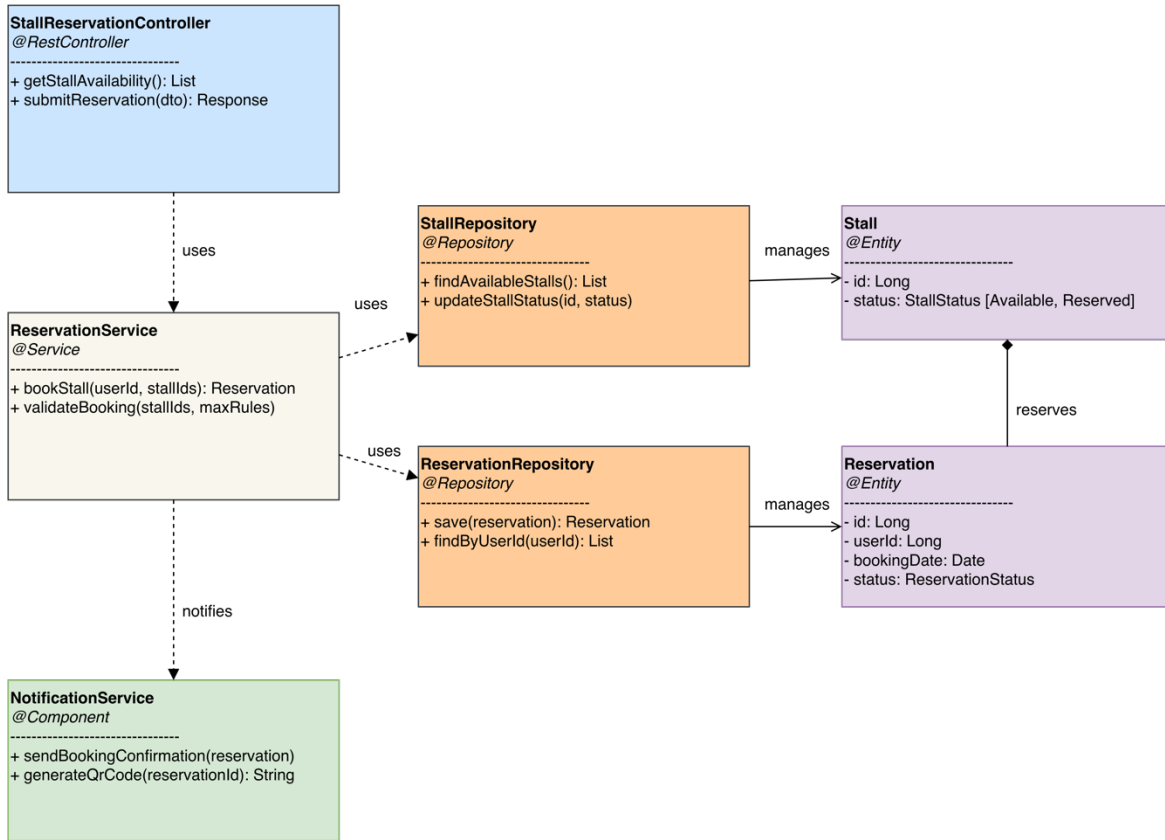 StallReservationController
@RestController
--------------------------------
+ getStallAvailability(): List
+ submitReservation(dto): Response
uses
ReservationService
@Service
--------------------------------
+ bookStall(userId, stallIds): Reservation
+ validateBooking(stallIds, maxRules)
uses
uses
notifies
StallRepository
@Repository
--------------------------------
+ findAvailableStalls(): List
+ updateStallStatus(id, status)
manages
Stall
@Entity
--------------------------------
- id: Long
- status: StallStatus [Available, Reserved]
reserves
ReservationRepository
@Repository
--------------------------------
+ save(reservation): Reservation
+ findByUserId(userId): List
manages
Reservation
@Entity
--------------------------------
- id: Long
- userId: Long
- bookingDate: Date
- status: ReservationStatus
NotificationService
@Component
--------------------------------
+ sendBookingConfirmation(reservation)
+ generateQrCode(reservationId): String